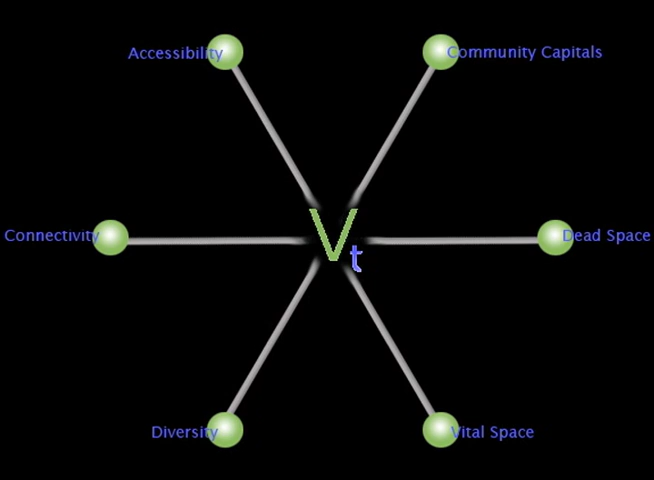 Accessibility
Community Capitals
Connectivity
Vt
Dead Space
Diversity
Vital Space